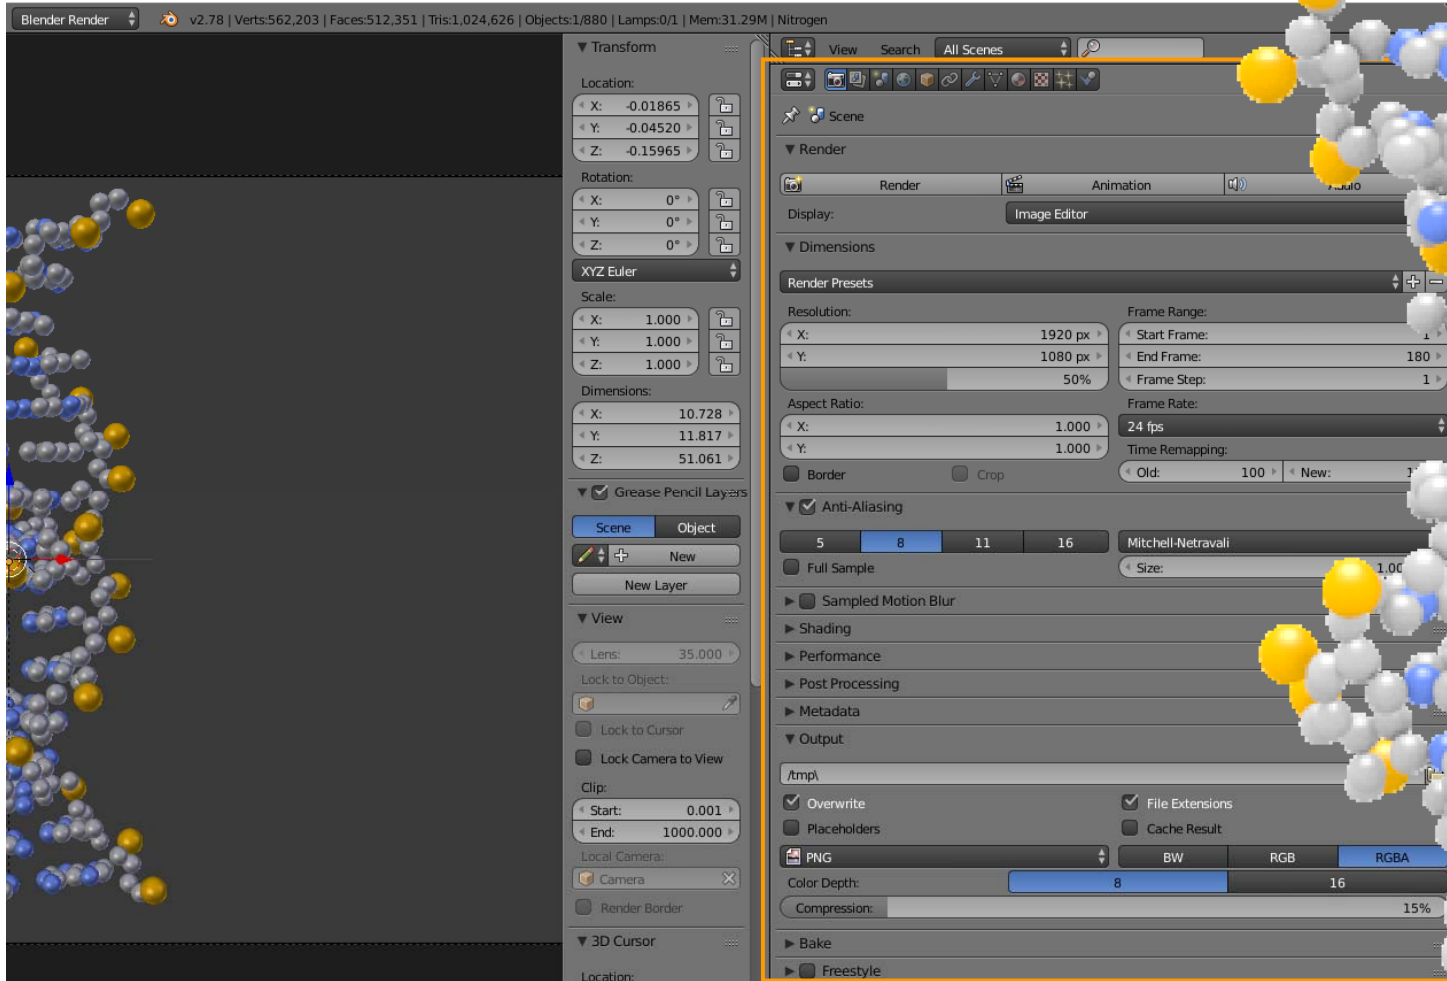 Blender Render
v2.78 | Verts:562,203 | Faces:512,351 | Tris:1,024,626 | Objects:1/880 | Lamps:0/1 | Mem:31.29M | Nitrogen
Transform
Location:
X: -0.01865
Y: -0.04520
Z: -0.15965
Rotation:
X: 0°
Y: 0°
Z: 0°
XYZ Euler
Scale:
X: 1.000
Y: 1.000
Z: 1.000
Dimensions:
X: 10.728
Y: 11.817
Z: 51.061
Grease Pencil Layers
Scene Object
New
New Layer
View
Lens: 35.000
Lock to Object:
Lock to Cursor
Lock Camera to View
Clip:
Start: 0.001
End: 1000.000
Local Camera:
Camera
Render Border
3D Cursor
Location:
View Search All Scenes
Scene
Render
Render Animation
Display: Image Editor
Dimensions
Render Presets
Resolution:
X: 1920 px
Y: 1080 px
50%
Aspect Ratio:
X: 1.000
Y: 1.000
Border Crop
Frame Range:
Start Frame: 1
End Frame: 180
Frame Step: 1
Frame Rate:
24 fps
Time Remapping:
Old: 100 New:
Anti-Aliasing
5 8 11 16 Mitchell-Netravali
Full Sample Size: 1.00
Sampled Motion Blur
Shading
Performance
Post Processing
Metadata
Output
/tmp\
Overwrite File Extensions
Placeholders Cache Result
PNG BW RGB RGBA
Color Depth: 8 16
Compression: 15%
Bake
Freestyle